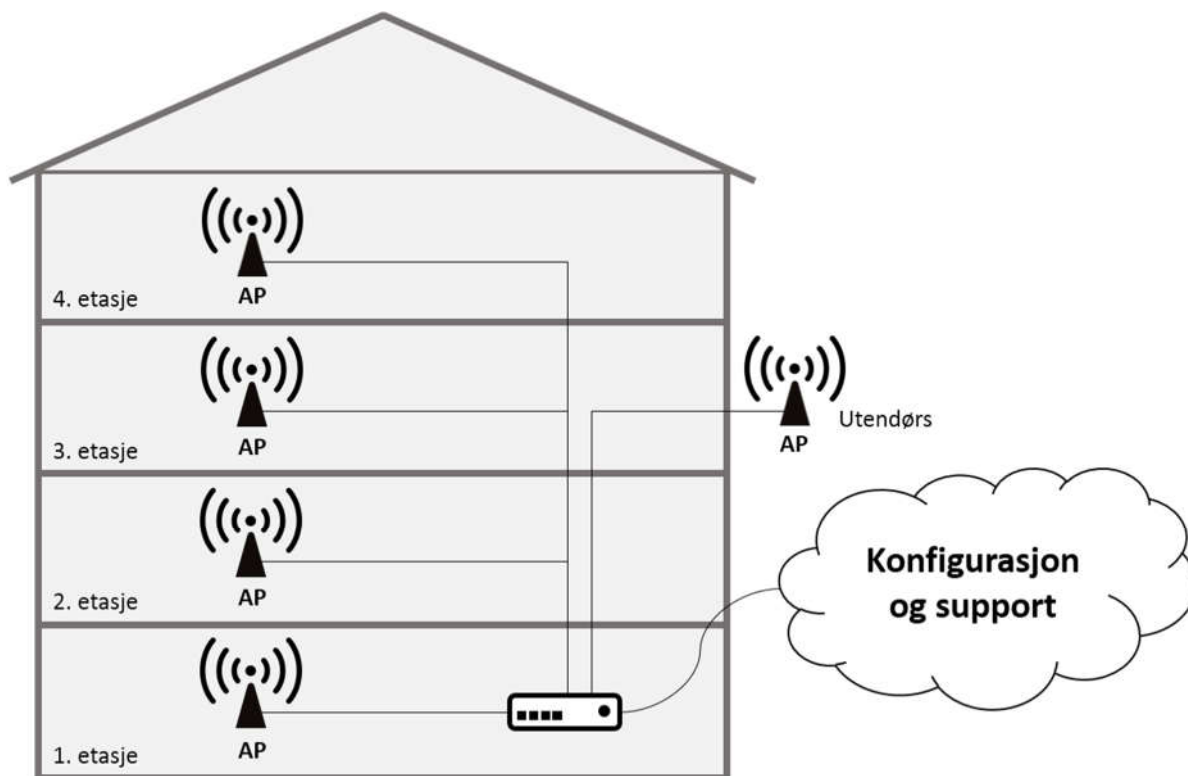 AP
4. etasje
AP
3. etasje
AP
Utendørs
AP
2. etasje
Konfigurasjon
og support
AP
1. etasje